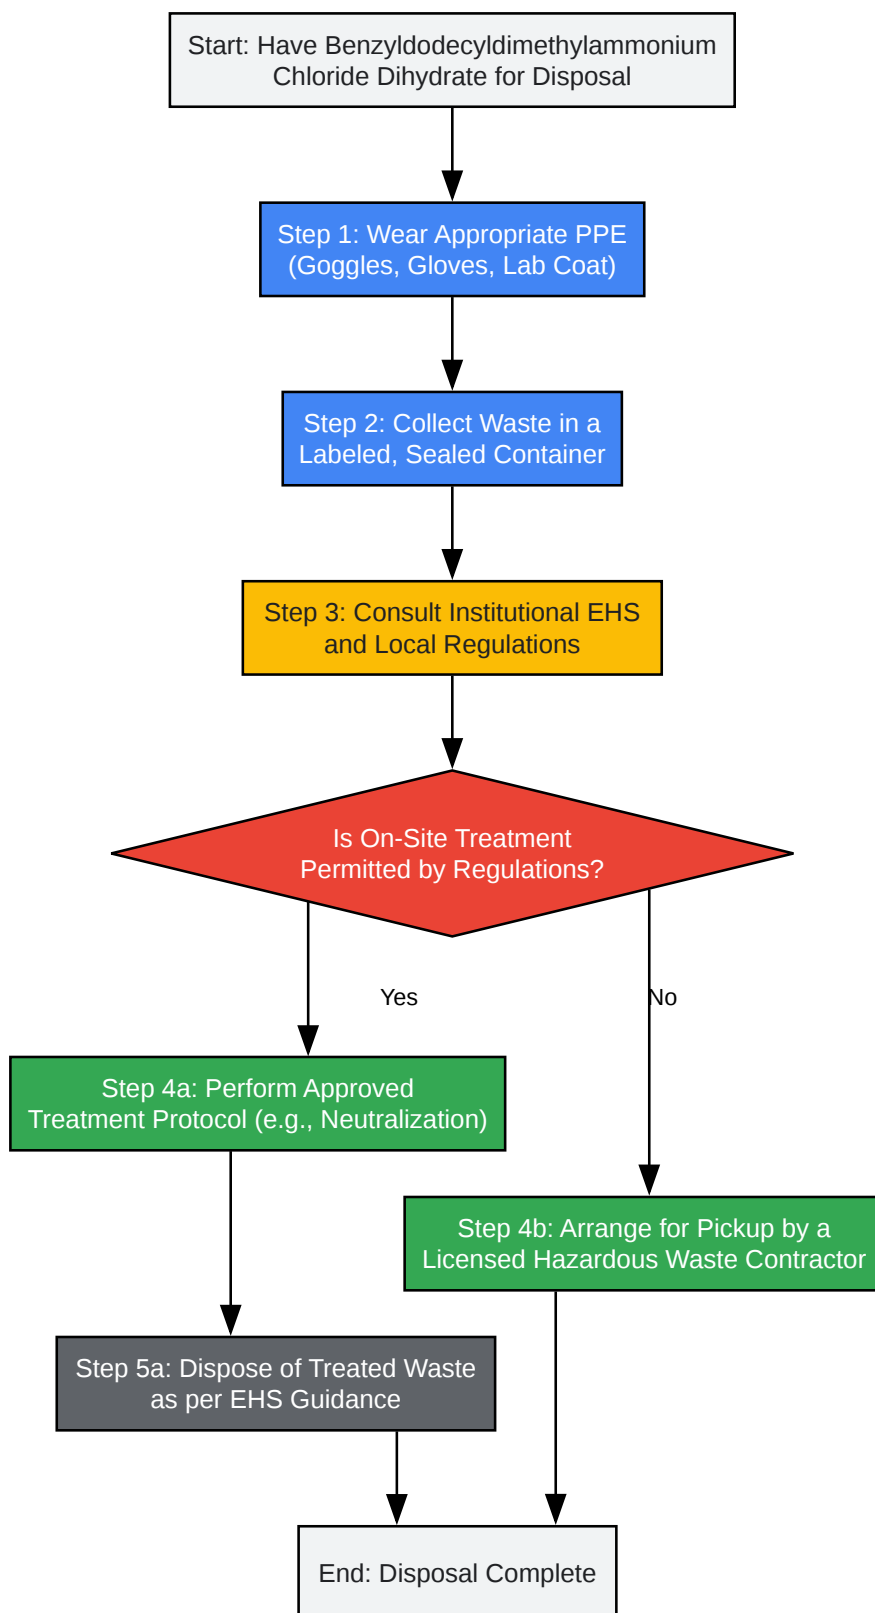 Start: Have Benzyldodecyldimethylammonium
Chloride Dihydrate for Disposal
Step 1: Wear Appropriate PPE
(Goggles, Gloves, Lab Coat)
Step 2: Collect Waste in a
Labeled, Sealed Container
Step 3: Consult Institutional EHS
and Local Regulations
Is On-Site Treatment
Permitted by Regulations?
Yes
No
Step 4a: Perform Approved
Treatment Protocol (e.g., Neutralization)
Step 4b: Arrange for Pickup by a
Licensed Hazardous Waste Contractor
Step 5a: Dispose of Treated Waste
as per EHS Guidance
End: Disposal Complete